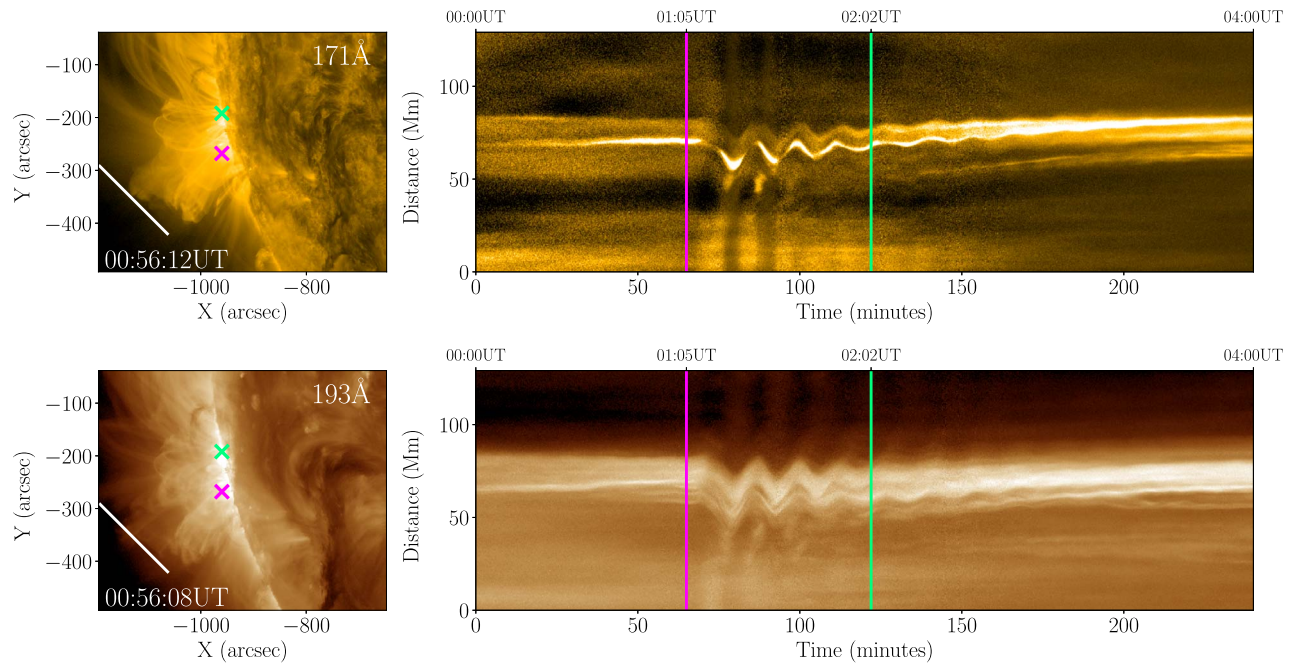 00:00UT 01:05UT 02:02UT 04:00UT
171Å
−100
−200
−300
−400
Y (arcsec)
00:56:12UT
−1000 −800
X (arcsec)
Distance (Mm)
100
50
0
0 50 100 150 200
Time (minutes)
00:00UT 01:05UT 02:02UT 04:00UT
193Å
−100
−200
−300
−400
Y (arcsec)
00:56:08UT
−1000 −800
X (arcsec)
Distance (Mm)
100
50
0
0 50 100 150 200
Time (minutes)